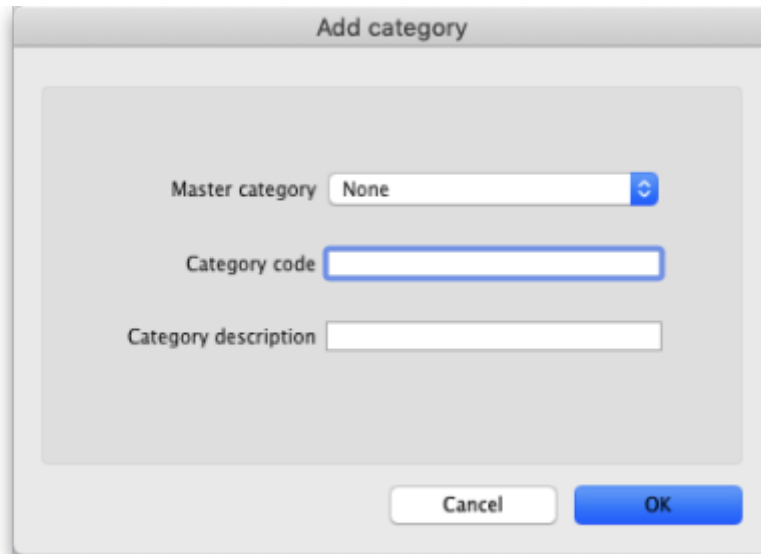 Add category
Master category None
Category code
Category description
Cancel OK